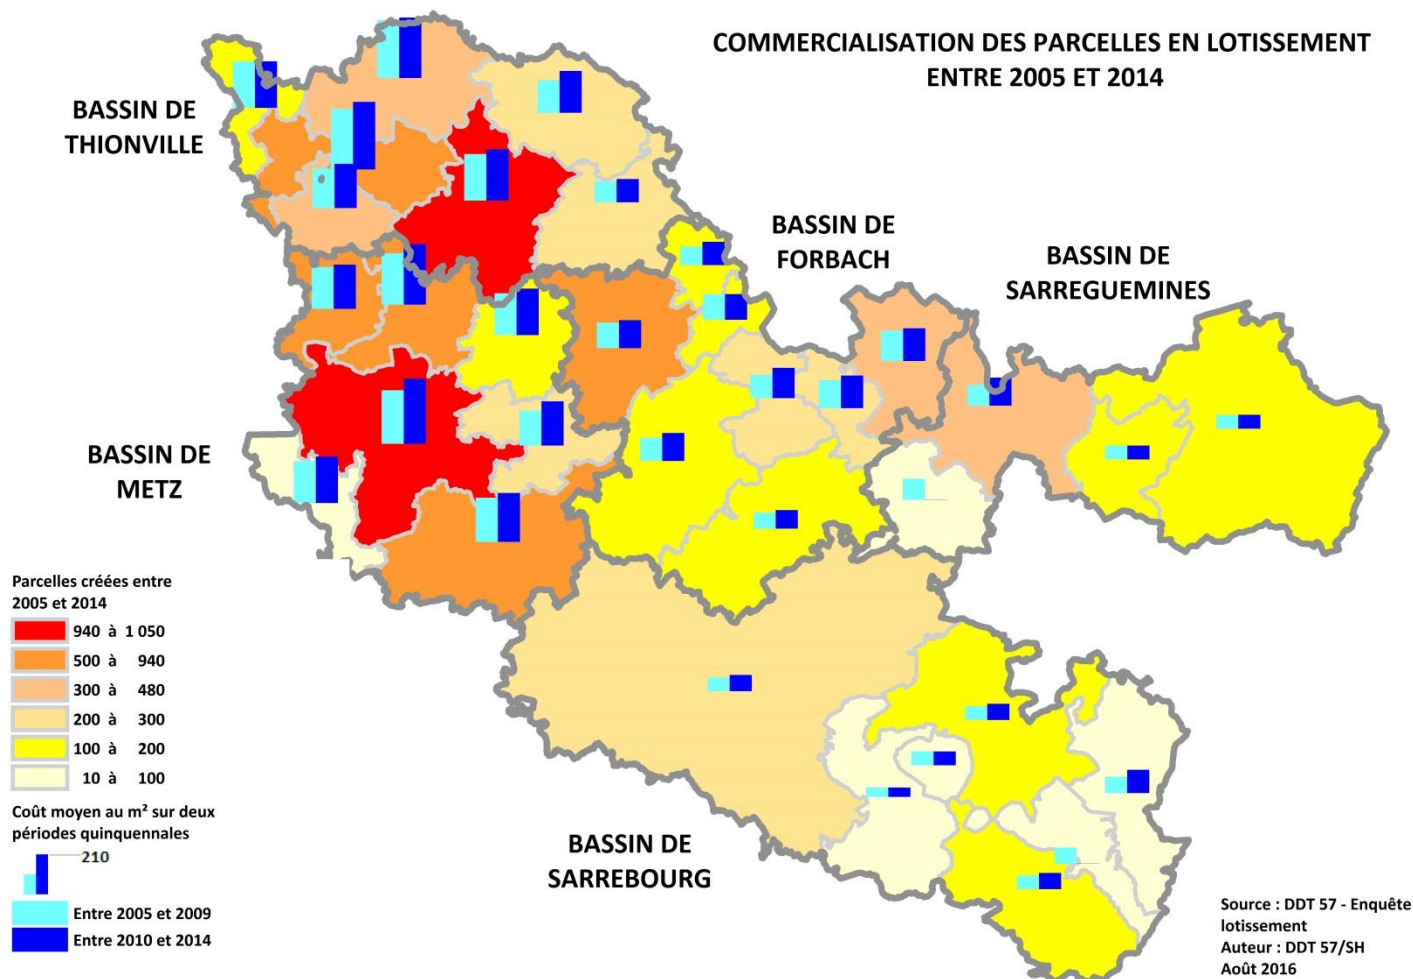 COMMERCIALISATION DES PARCELLES EN LOTISSEMENT
ENTRE 2005 ET 2014
BASSIN DE
THIONVILLE
BASSIN DE
FORBACH
BASSIN DE
SARREGUEMINES
BASSIN DE
METZ
BASSIN DE
SARREBOURG
Parcelles créées entre
2005 et 2014
940 à 1 050
500 à 940
300 à 480
200 à 300
100 à 200
10 à 100
Coût moyen au m² sur deux
périodes quinquennales
210
Entre 2005 et 2009
Entre 2010 et 2014
Source : DDT 57 - Enquête
lotissement
Auteur : DDT 57/SH
Août 2016